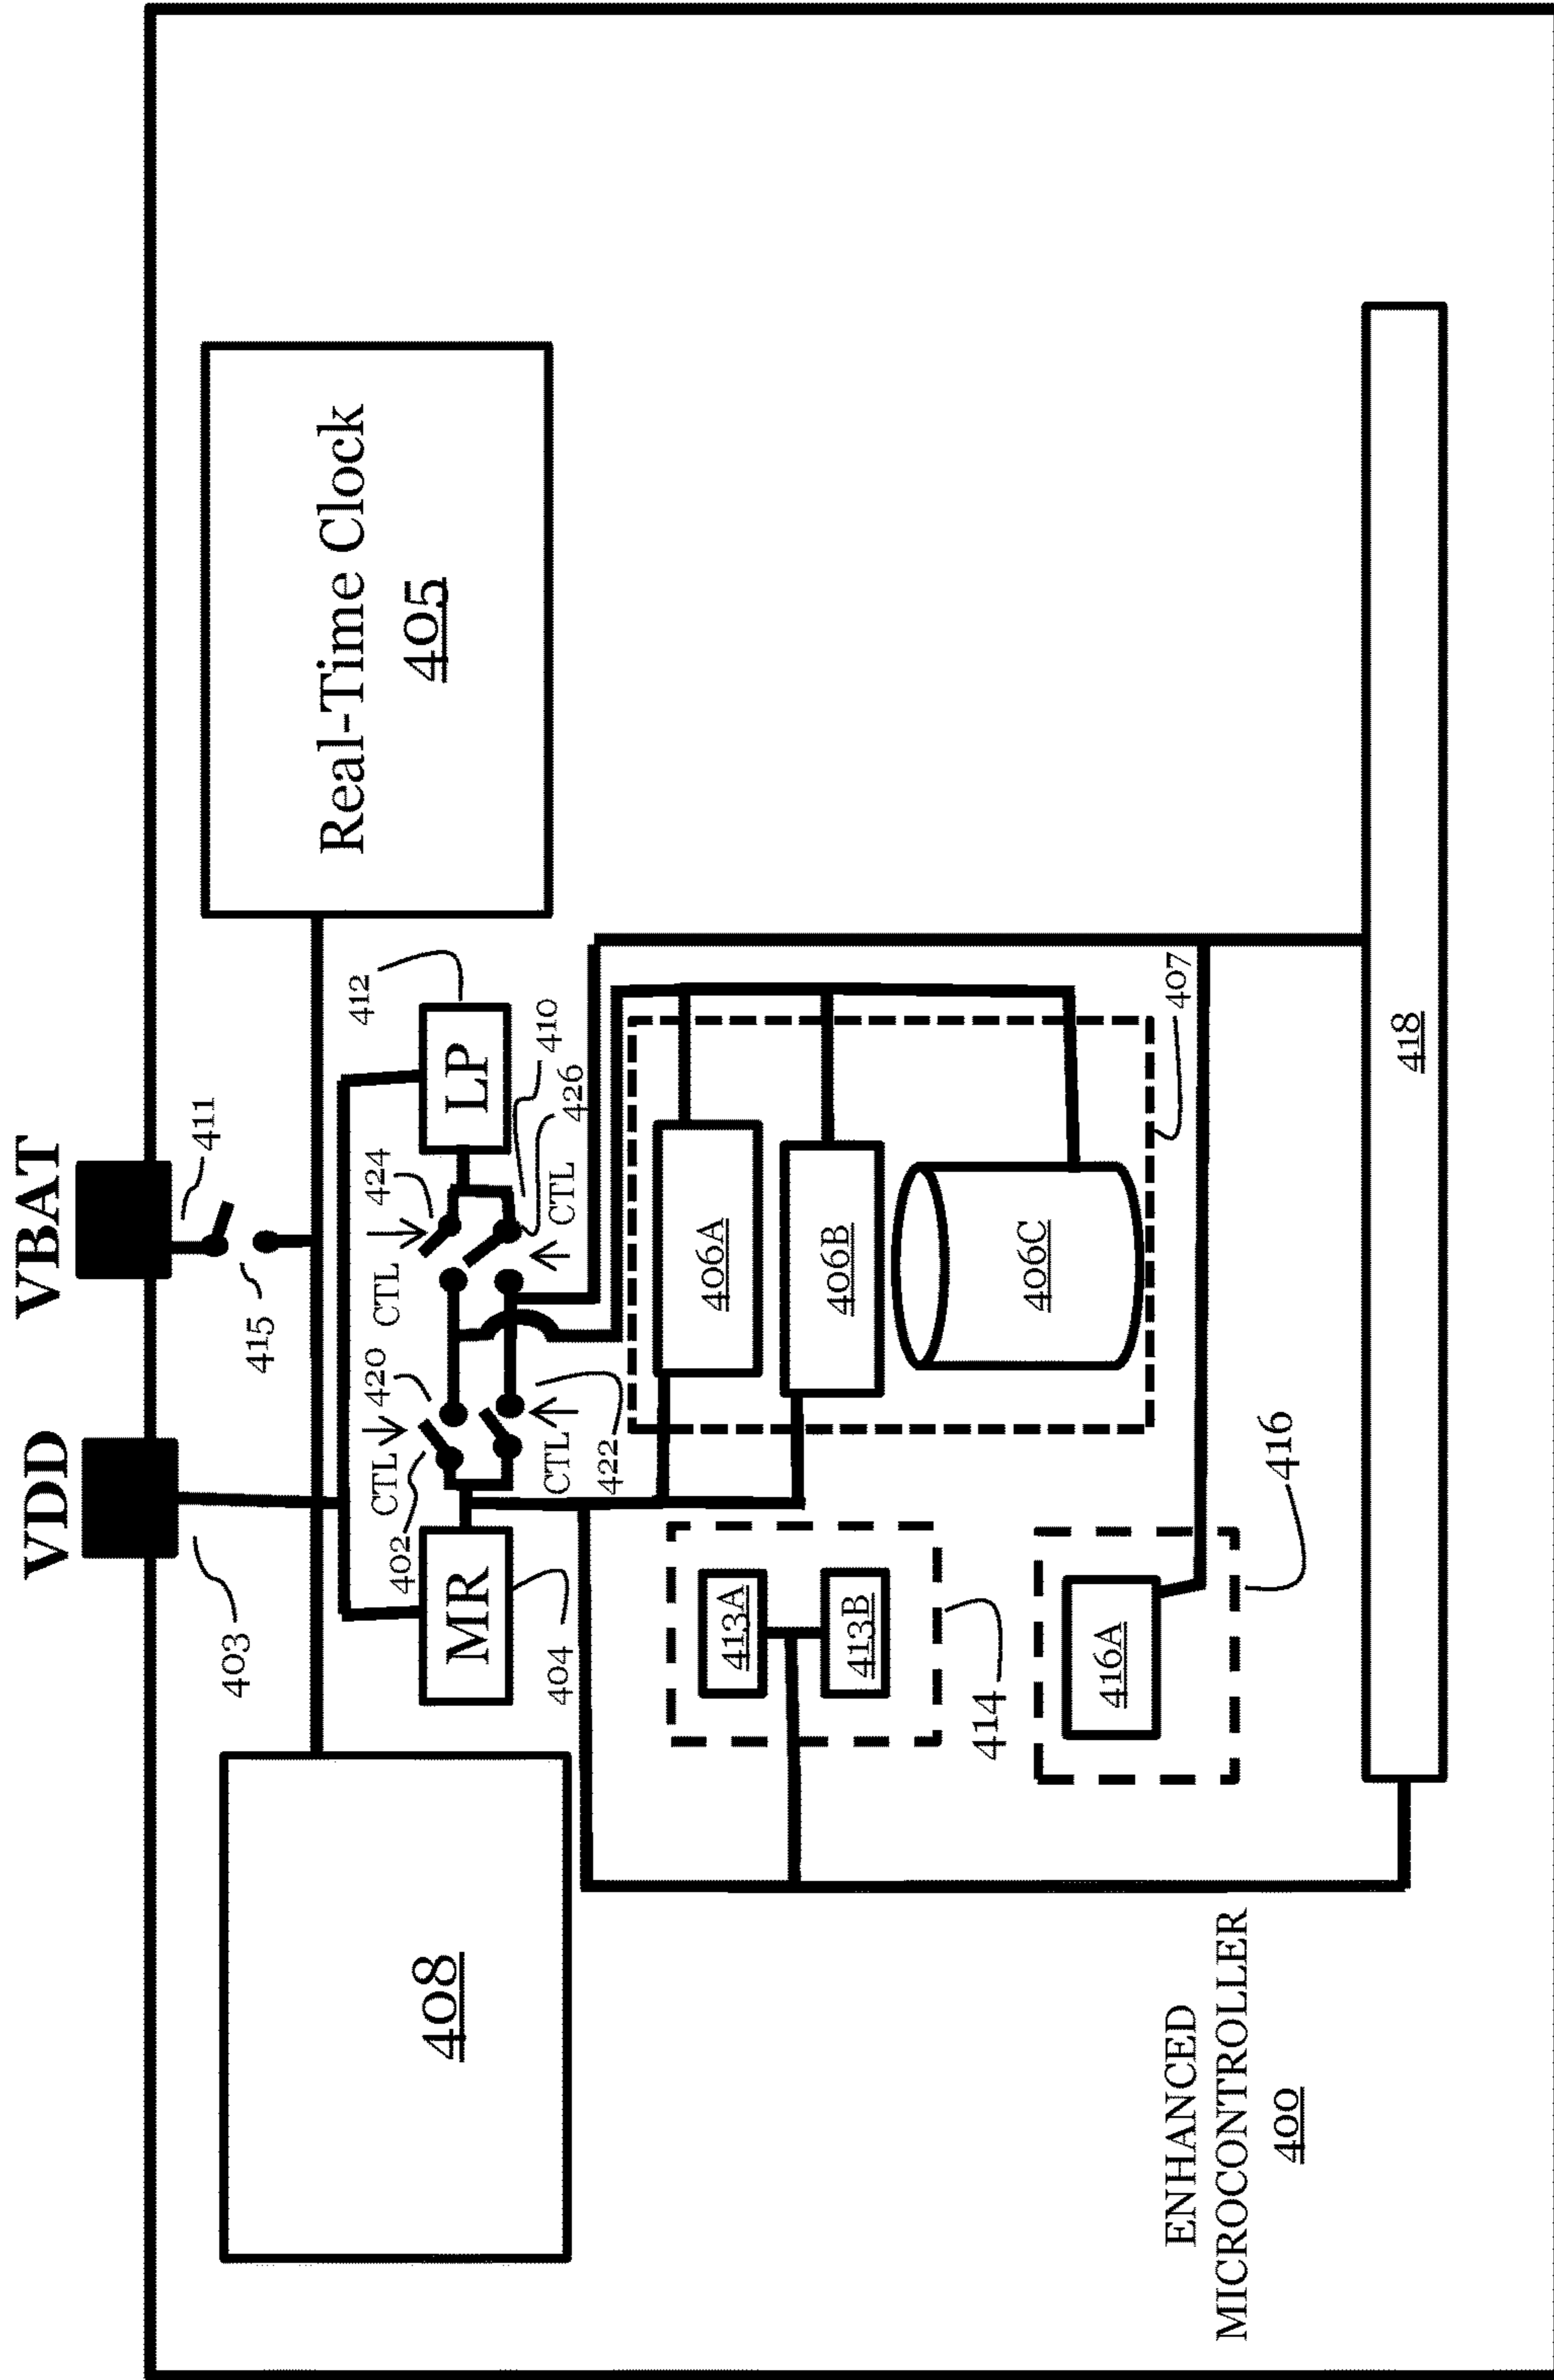 VDD
VBAT
403
415
411
408
Real-Time Clock
405
402
CTL
420
CTL
424
412
MR
LP
404
CTL
422
CTL
410
426
413A
413B
414
406A
406B
406C
407
416A
416
418
ENHANCED
MICROCONTROLLER
400